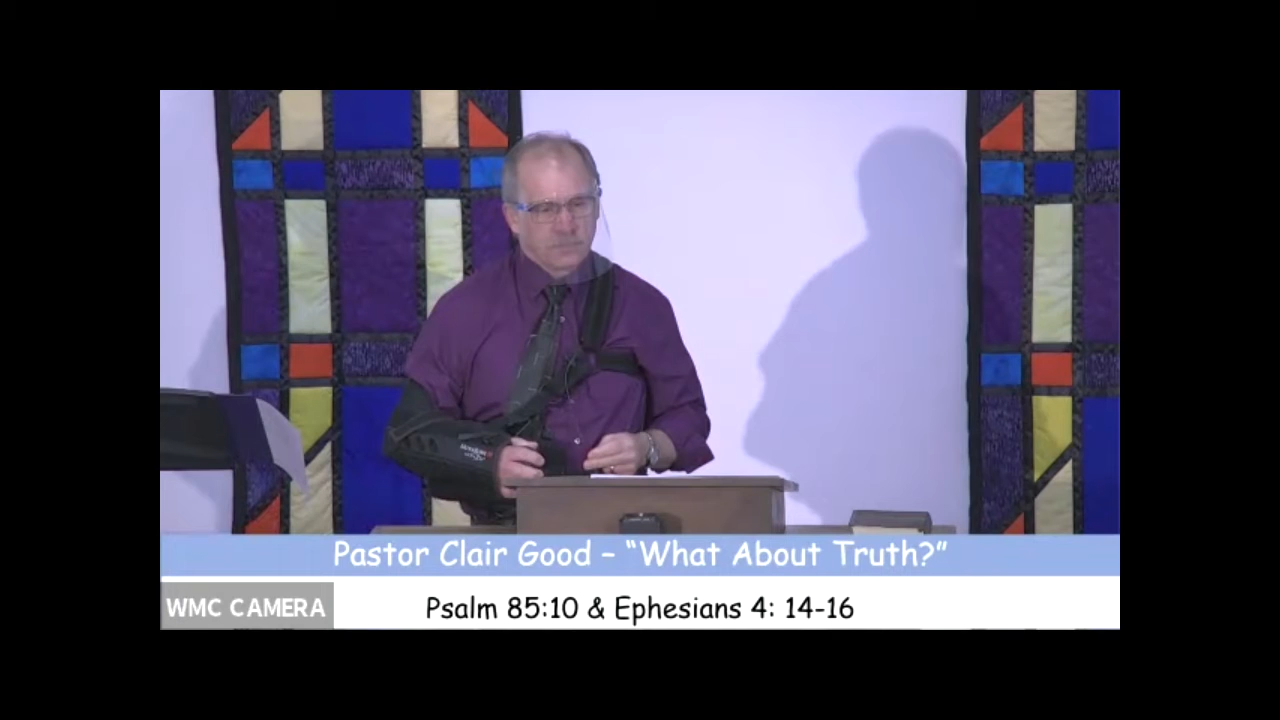 Pastor Clair Good – “What About Truth?”
WMC CAMERA
Psalm 85:10 & Ephesians 4: 14-16